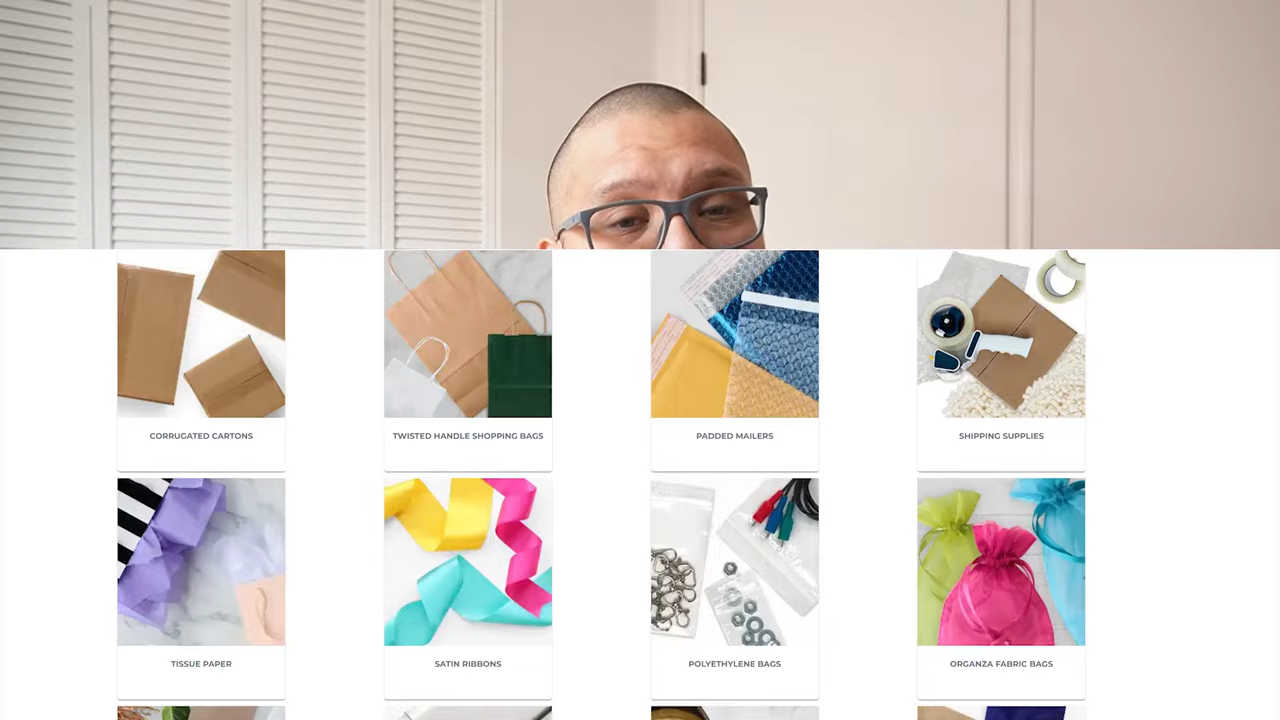 CORRUGATED CARTONS
TWISTED HANDLE SHOPPING BAGS
PADDED MAILERS
SHIPPING SUPPLIES
TISSUE PAPER
SATIN RIBBONS
POLYETHYLENE BAGS
ORGANZA FABRIC BAGS